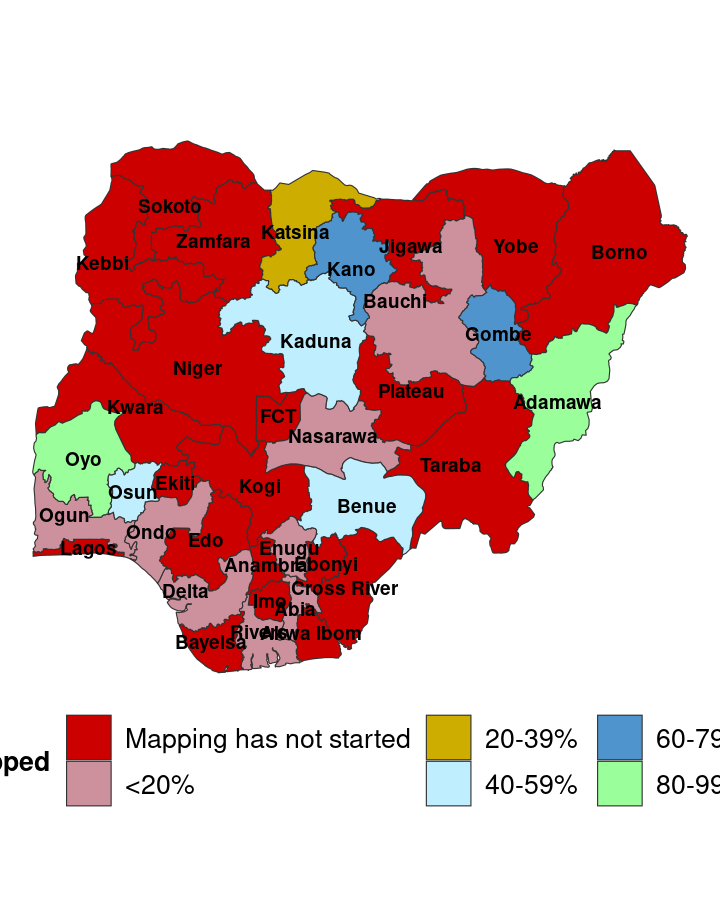 Sokoto
Zamfara
Katsina
Jigawa
Yobe
Borno
Kebbi
Kano
Bauchi
Kaduna
Gombe
Niger
Plateau
Adamawa
Kwara
FCT
Nasarawa
Oyo
Taraba
Osun
Ekiti
Kogi
Benue
Ogun
Ondo
Edo
Lagos
Enugu
Anambra
Ebonyi
Delta
Cross River
Imo
Abia
Bayelsa
Rivers
Akwa Ibom
pped
Mapping has not started
20-39%
60-79
<20%
40-59%
80-99